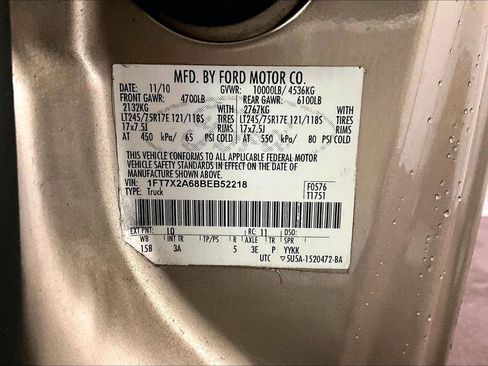 MFD. BY FORD MOTOR CO.
DATE: 11/10 GVWR: 10000LB/ 4536KG
FRONT GAWR: 4700LB REAR GAWR: 6100LB
2132KG WITH 2767KG WITH
LT245/75R17E 121/118S TIRES LT245/75R17E 121/118S TIRES
17x7.5J RIMS 17x7.5J RIMS
AT 450 kPa/ 65 PSI COLD AT 550 kPa/ 80 PSI COLD
THIS VEHICLE CONFORMS TO ALL APPLICABLE FEDERAL MOTOR
VEHICLE SAFETY STANDARDS IN EFFECT ON THE DATE OF
MANUFACTURE SHOWN ABOVE.
VIN: 1FT7X2A68BEB52218 F0576
TYPE: Truck T1751
EXT PNT: LQ RC: 11 DSO:
WB INT TR TP/PS R AXLE TR SPR
158 3A 5 3E P YYKK
UTC ▽5U5A-1520472-BA